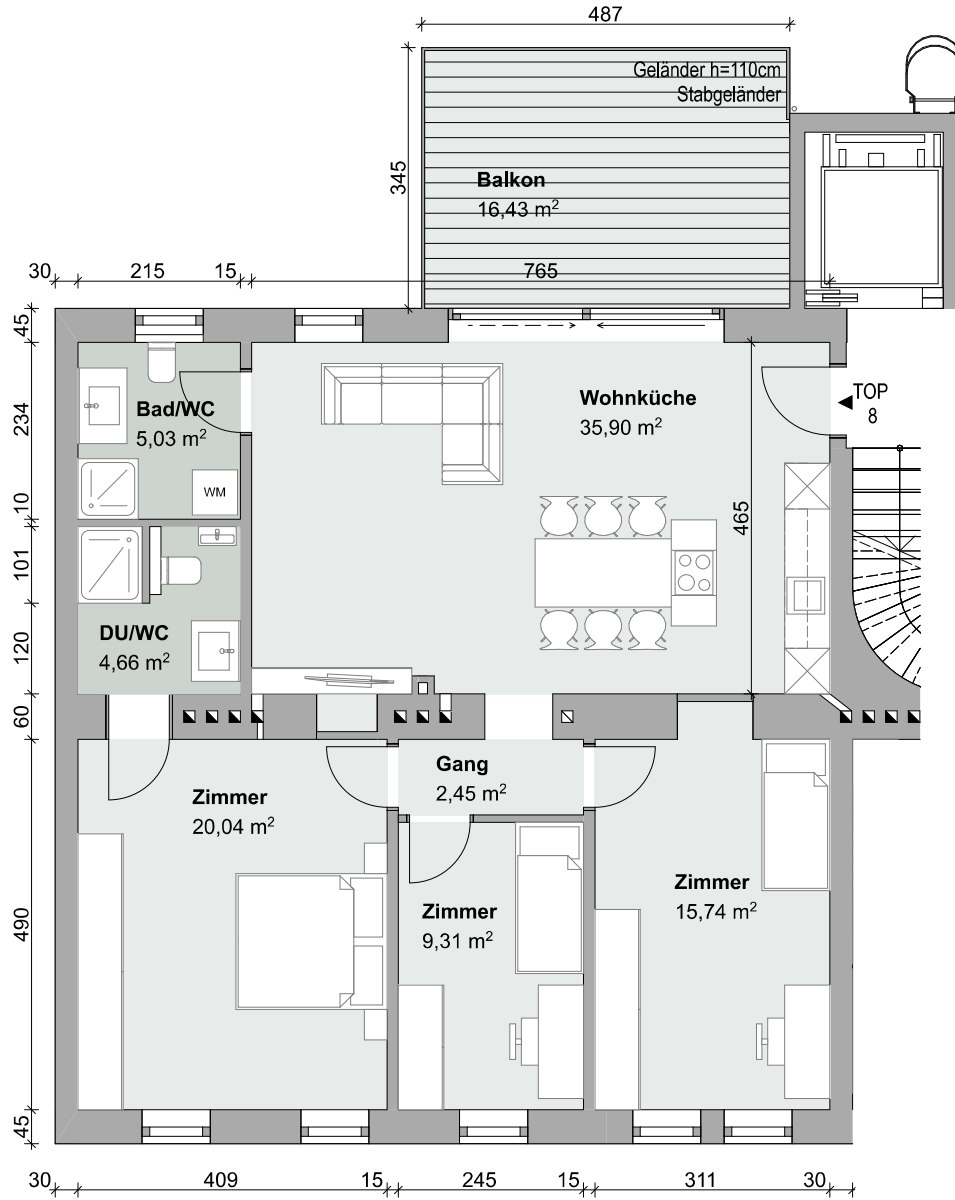 487
Geländer h=110cm
Stabgeländer
345
Balkon
16,43 m²
30 215 15 765
45
234
10
101
120
60
490
45
Bad/WC
5,03 m²
WM
Wohnküche
35,90 m²
TOP
8
465
DU/WC
4,66 m²
Gang
2,45 m²
Zimmer
20,04 m²
Zimmer
9,31 m²
Zimmer
15,74 m²
30 409 15 245 15 311 30